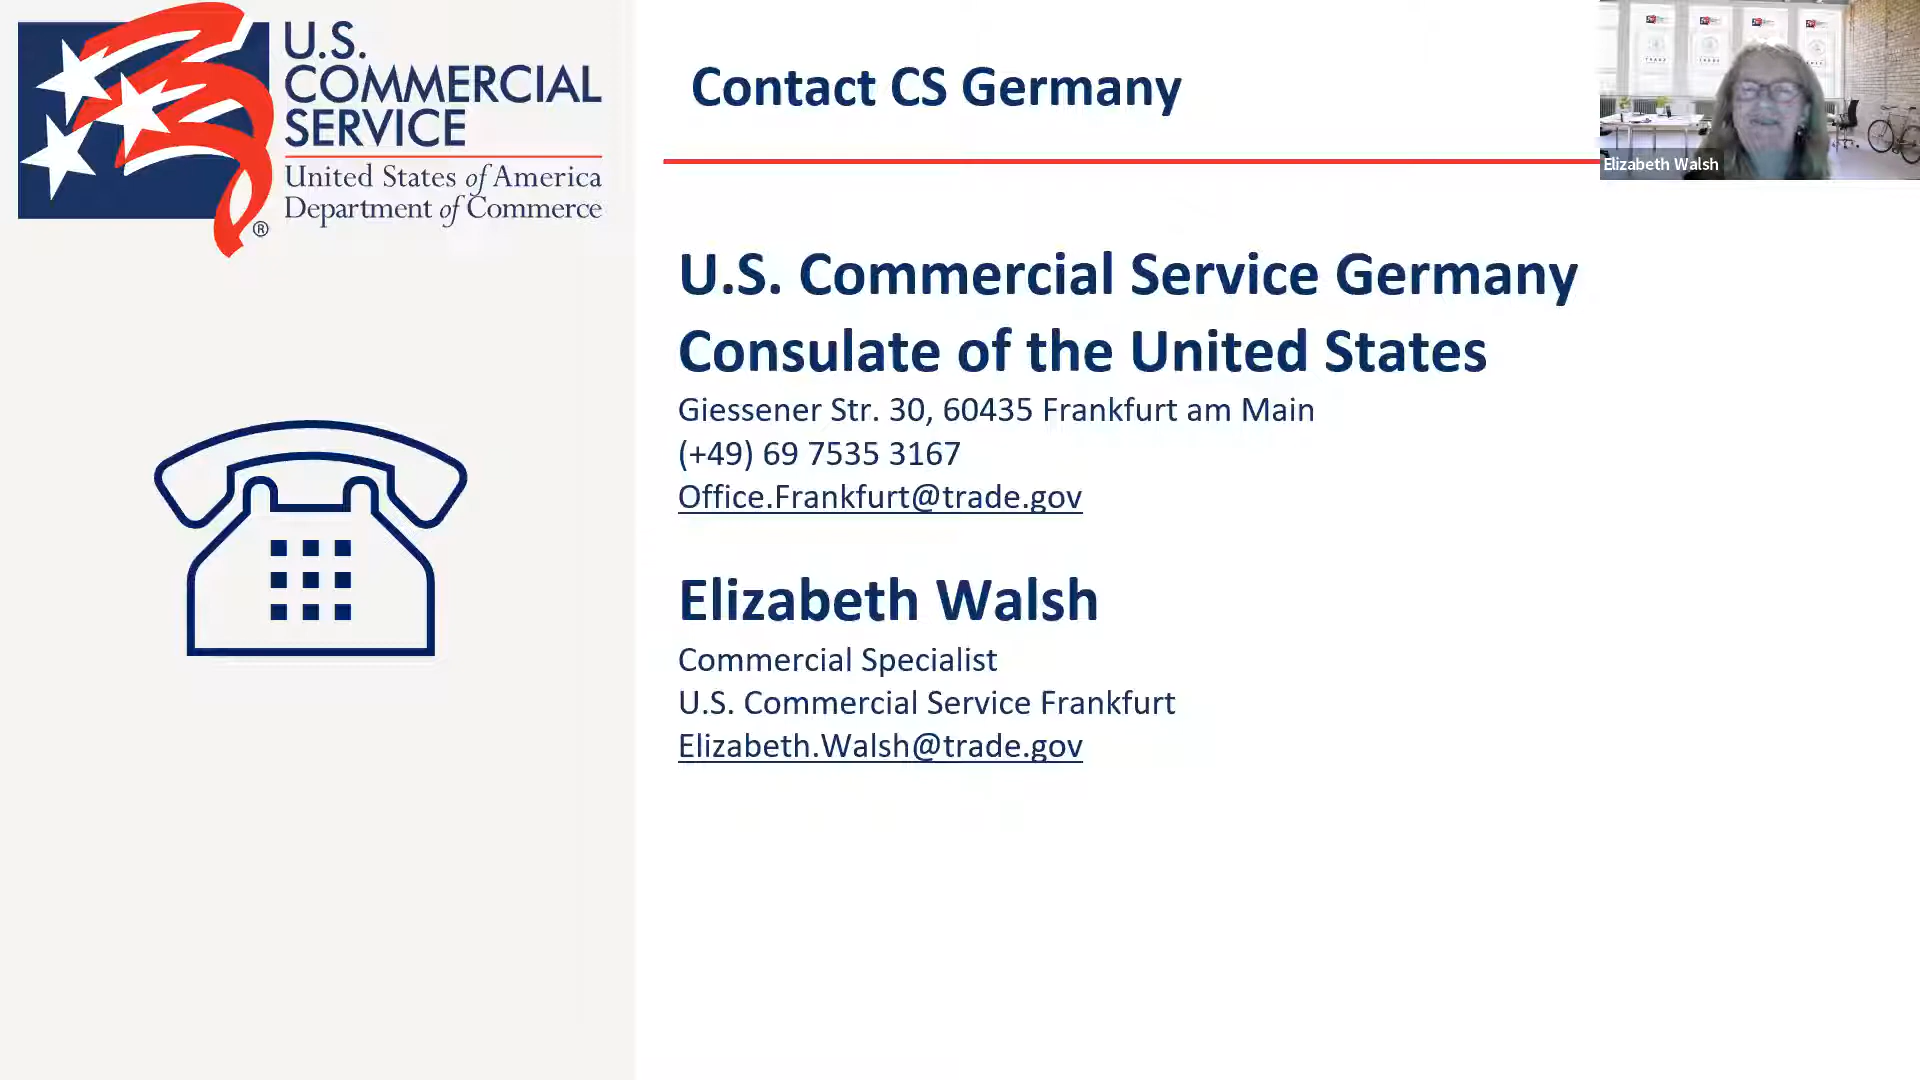 U.S.
COMMERCIAL
SERVICE
United States of America
Department of Commerce
®
Contact CS Germany
Elizabeth Walsh
U.S. Commercial Service Germany
Consulate of the United States
Giessener Str. 30, 60435 Frankfurt am Main
(+49) 69 7535 3167
Office.Frankfurt@trade.gov
Elizabeth Walsh
Commercial Specialist
U.S. Commercial Service Frankfurt
Elizabeth.Walsh@trade.gov